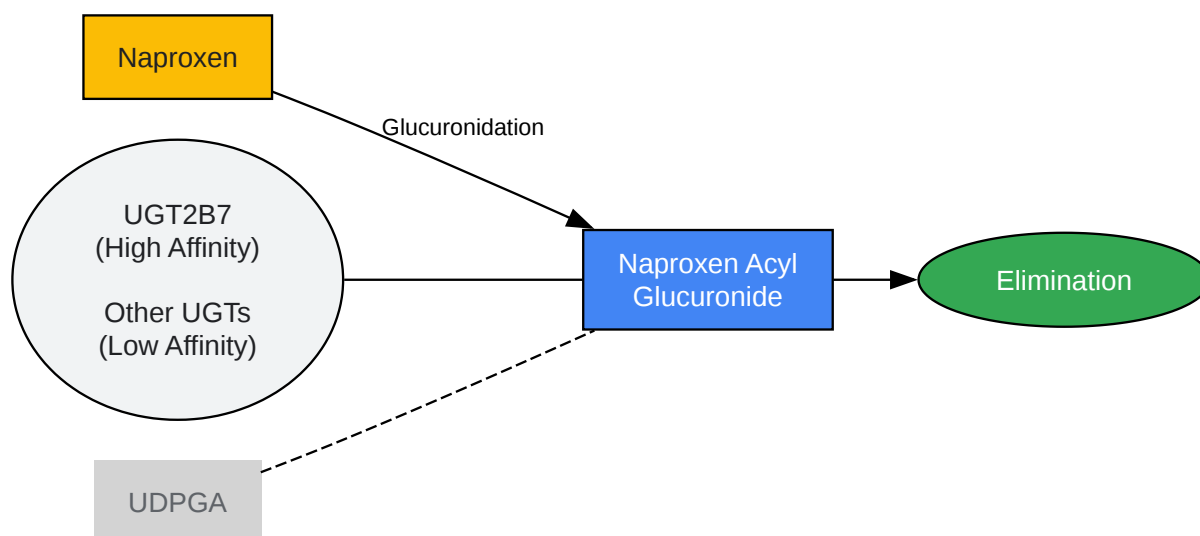 Naproxen
Glucuronidation
UGT2B7
(High Affinity)
Other UGTs
(Low Affinity)
Naproxen Acyl
Glucuronide
Elimination
UDPGA